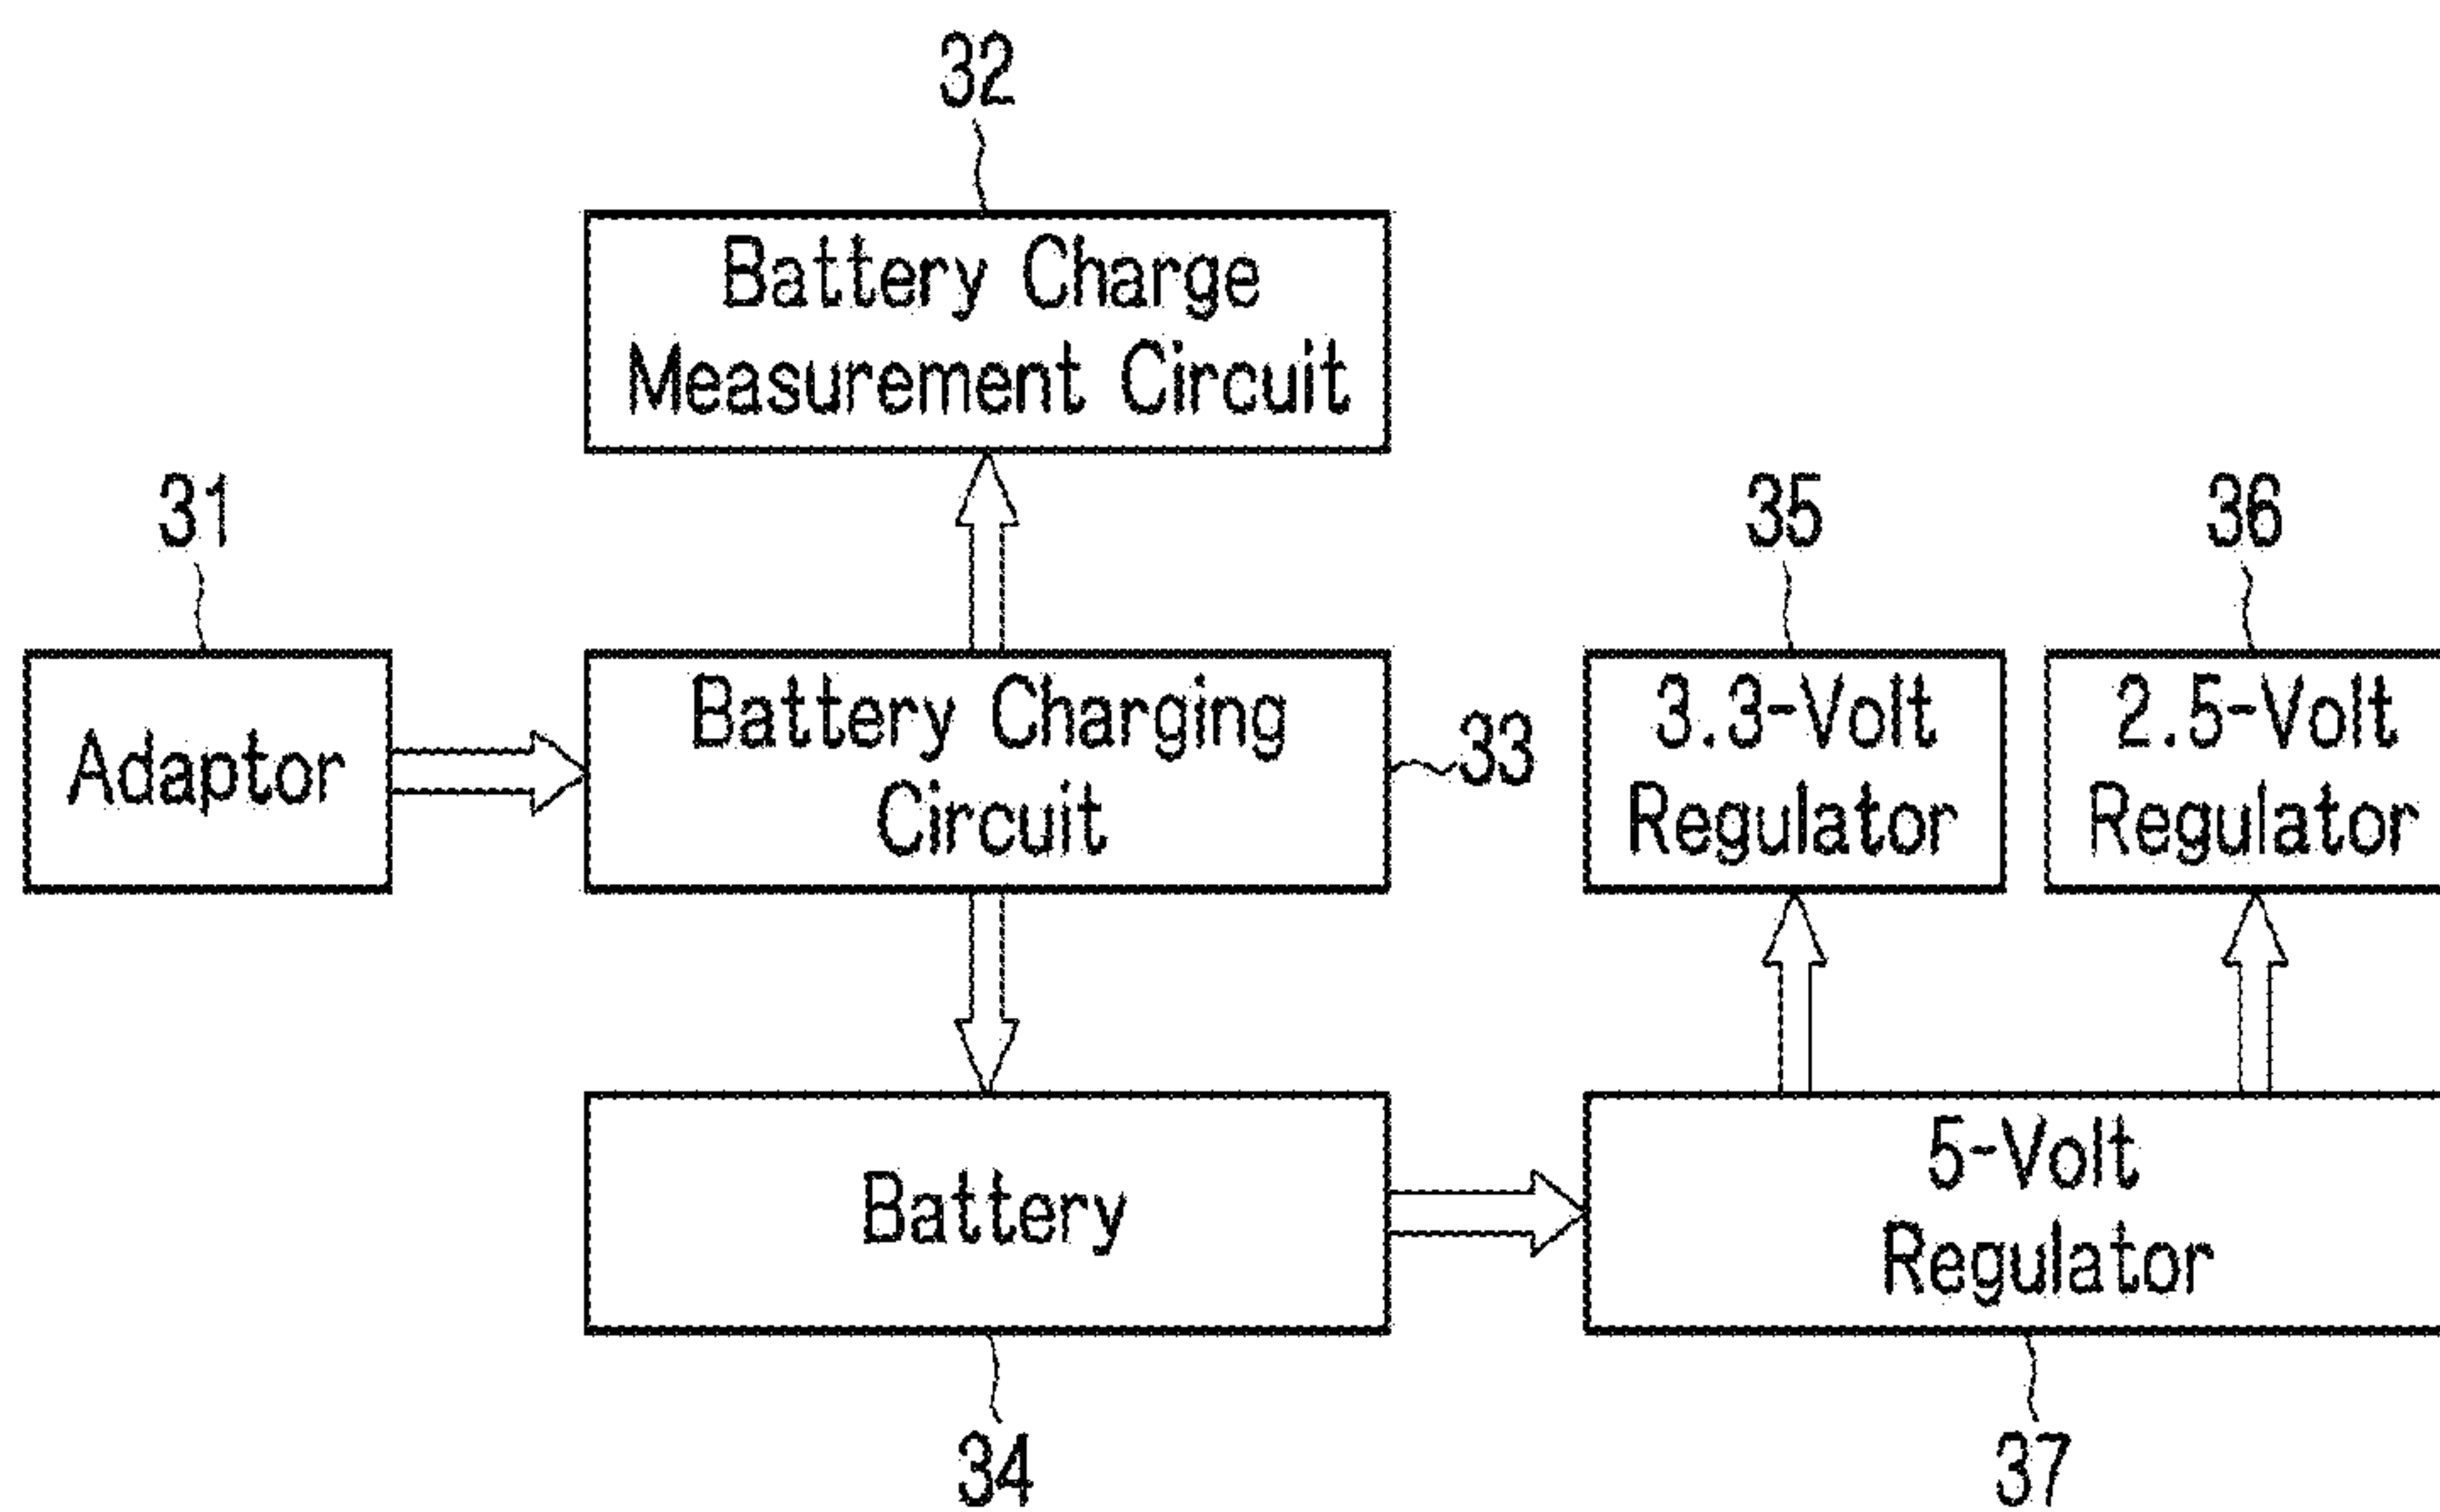 32
Battery Charge
Measurement Circuit
31
35
36
Adaptor
Battery Charging
Circuit
33
3.3-Volt
Regulator
2.5-Volt
Regulator
Battery
5-Volt
Regulator
34
37